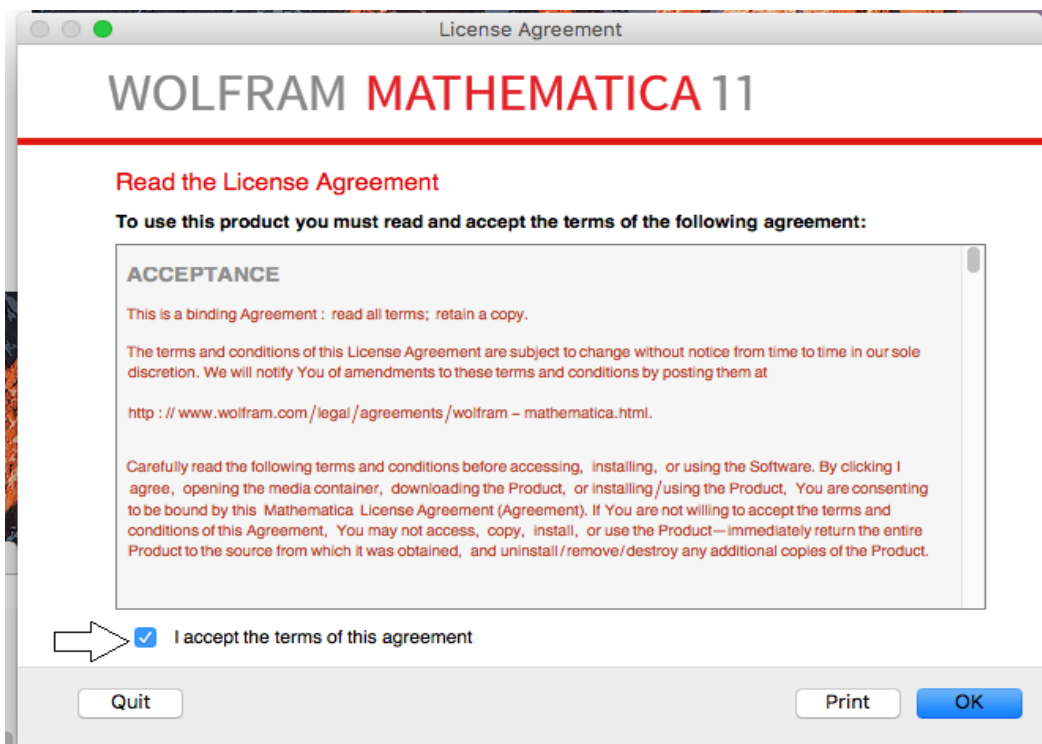 License Agreement
WOLFRAM MATHEMATICA 11
Read the License Agreement
To use this product you must read and accept the terms of the following agreement:
ACCEPTANCE
This is a binding Agreement : read all terms; retain a copy.
The terms and conditions of this License Agreement are subject to change without notice from time to time in our sole
discretion. We will notify You of amendments to these terms and conditions by posting them at
http : // www.wolfram.com/legal/agreements/wolfram – mathematica.html.
Carefully read the following terms and conditions before accessing, installing, or using the Software. By clicking I
agree, opening the media container, downloading the Product, or installing/using the Product, You are consenting
to be bound by this Mathematica License Agreement (Agreement). If You are not willing to accept the terms and
conditions of this Agreement, You may not access, copy, install, or use the Product—immediately return the entire
Product to the source from which it was obtained, and uninstall/remove/destroy any additional copies of the Product.
I accept the terms of this agreement
Quit
Print
OK